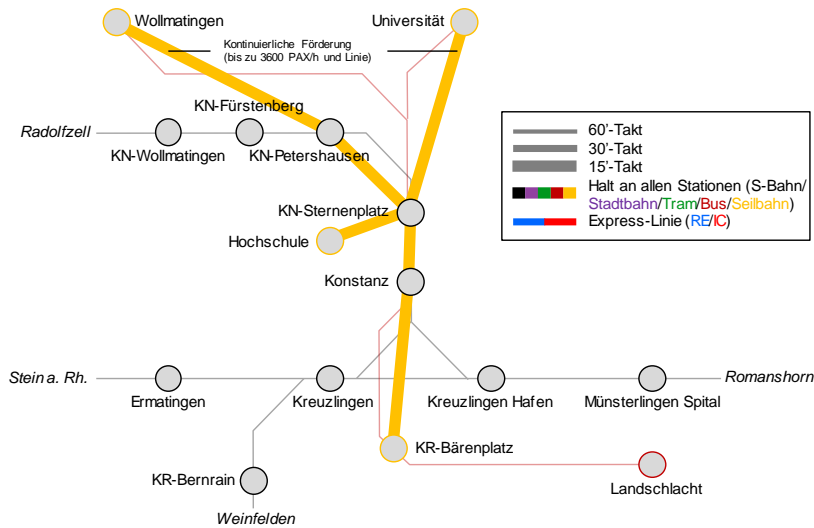 Wollmatingen
Universität
Kontinuierliche Förderung
(bis zu 3600 PAX/h und Linie)
KN-Fürstenberg
Radolfzell
KN-Wollmatingen
KN-Petershausen
60'-Takt
30'-Takt
15'-Takt
Halt an allen Stationen (S-Bahn/
Stadtbahn/Tram/Bus/Seilbahn)
Express-Linie (RE/IC)
KN-Sternenplatz
Hochschule
Konstanz
Stein a. Rh.
Romanshorn
Ermatingen
Kreuzlingen
Kreuzlingen Hafen
Münsterlingen Spital
KR-Bärenplatz
KR-Bernrain
Landschlacht
Weinfelden